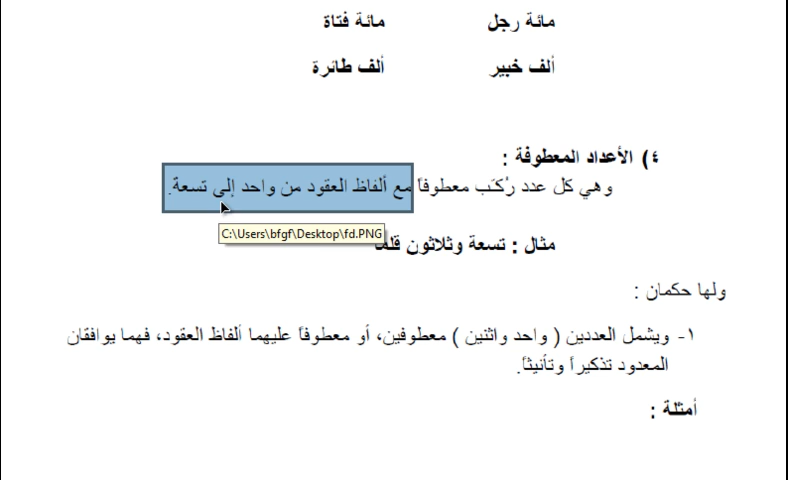 مائة رجل مائة فتاة
ألف خبير ألف طائرة
٤) الأعداد المعطوفة :
وهي كل عدد رُكّب معطوفاً مع ألفاظ العقود من واحد إلى تسعة.
C:\Users\bfgf\Desktop\fd.PNG
مثال : تسعة وثلاثون قلماً
ولها حكمان :
١- ويشمل العددين ( واحد واثنين ) معطوفين، أو معطوفاً عليهما ألفاظ العقود، فهما يوافقان
المعدود تذكيراً وتأنيثاً.
أمثلة :